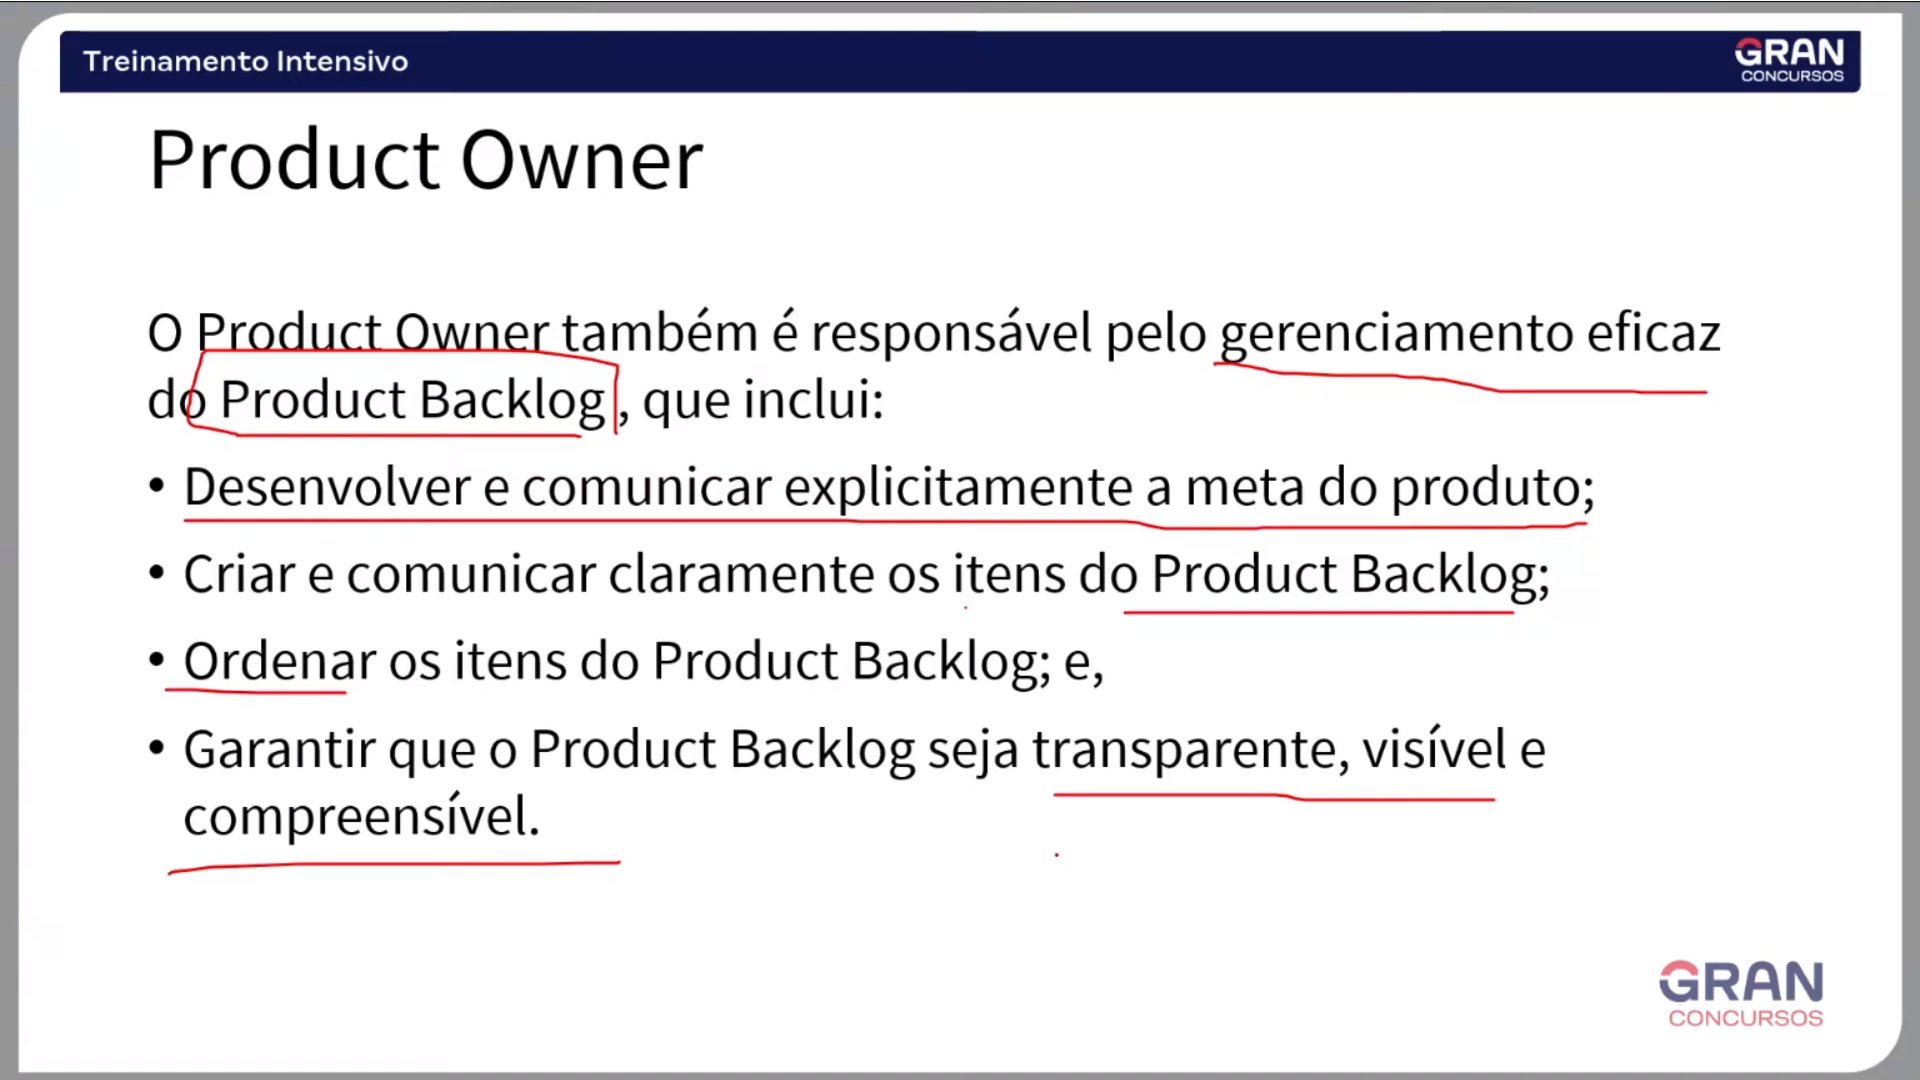 Treinamento Intensivo
GRAN
CONCURSOS
Product Owner
O Product Owner também é responsável pelo gerenciamento eficaz
do Product Backlog , que inclui:
• Desenvolver e comunicar explicitamente a meta do produto;
• Criar e comunicar claramente os itens do Product Backlog;
• Ordenar os itens do Product Backlog; e,
• Garantir que o Product Backlog seja transparente, visível e
compreensível.
GRAN
CONCURSOS